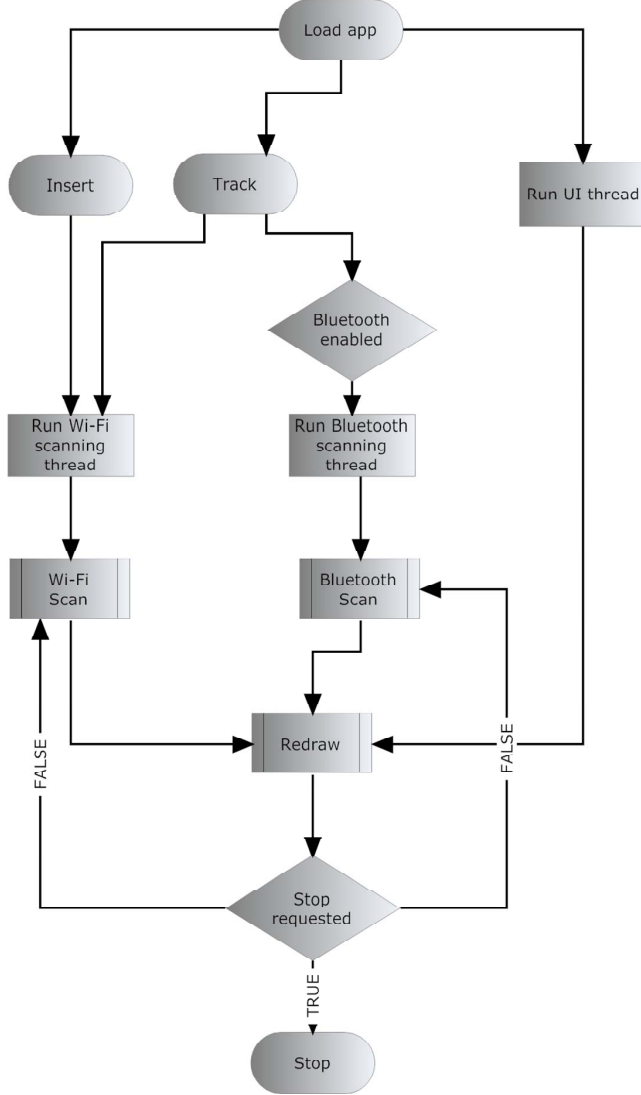 Load app
Insert
Track
Run UI thread
Bluetooth
enabled
Run Wi-Fi
scanning
thread
Run Bluetooth
scanning
thread
Wi-Fi
Scan
Bluetooth
Scan
FALSE
Redraw
FALSE
Stop
requested
TRUE
Stop